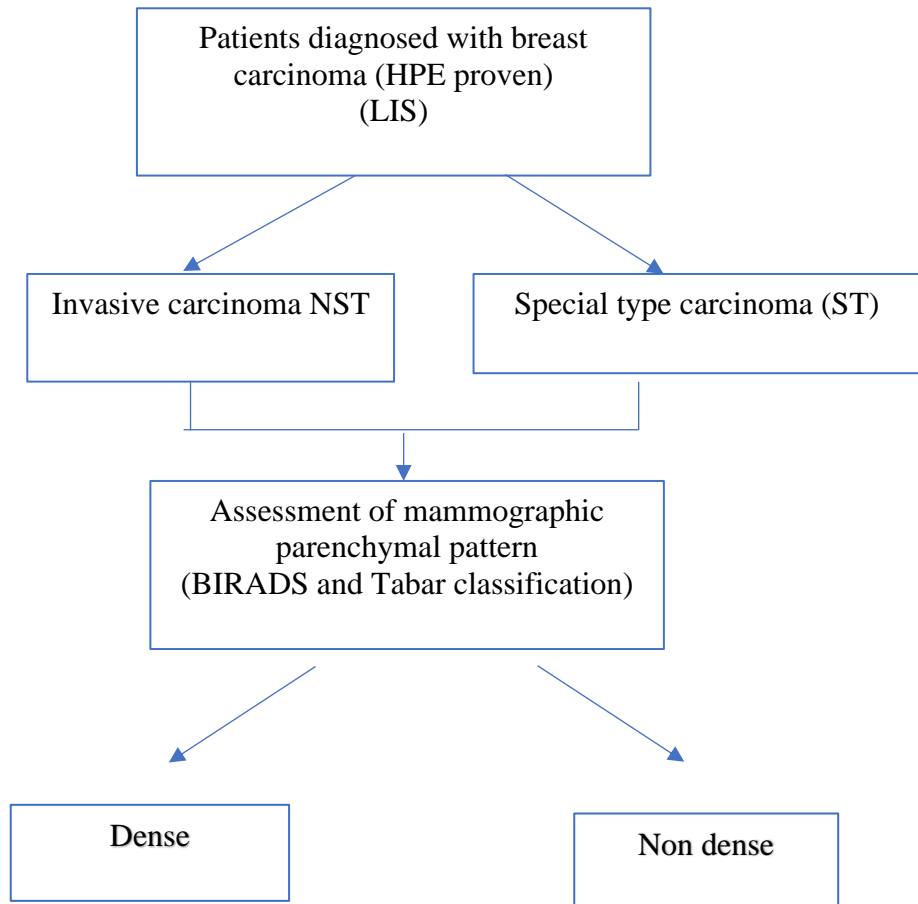 Patients diagnosed with breast
carcinoma (HPE proven)
(LIS)
Invasive carcinoma NST
Special type carcinoma (ST)
Assessment of mammographic
parenchymal pattern
(BIRADS and Tabar classification)
Dense
Non dense